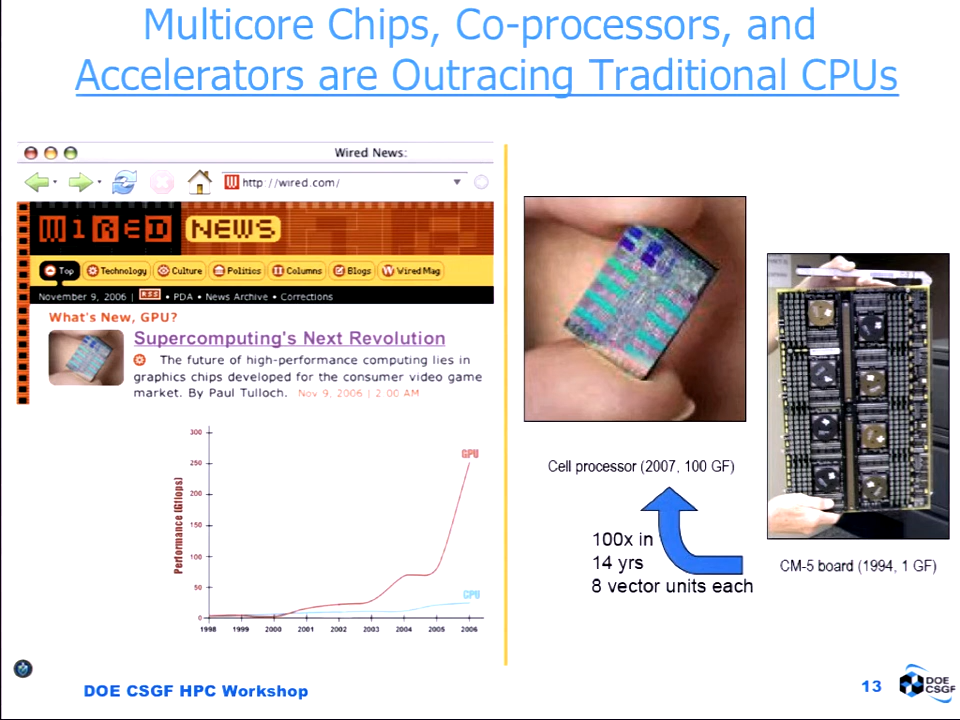 Multicore Chips, Co-processors, and
Accelerators are Outracing Traditional CPUs
Wired News:
http //wired.com/
WIRED NEWS
Top Technology Culture Politics Columns Blogs Wired Mag
November 9, 2006 | RSS • PDA • News Archive • Corrections
What's New, GPU?
Supercomputing's Next Revolution
The future of high-performance computing lies in
graphics chips developed for the consumer video game
market. By Paul Tulloch. Nov 9, 2006 | 2 00 AM
Performance (Gflops)
300
250
200
150
100
50
0
GPU
CPU
1998 1999 2000 2001 2002 2003 2004 2005 2006
Cell processor (2007, 100 GF)
100x in
14 yrs
8 vector units each
CM-5 board (1994, 1 GF)
DOE CSGF HPC Workshop
13
DOE
CSGF